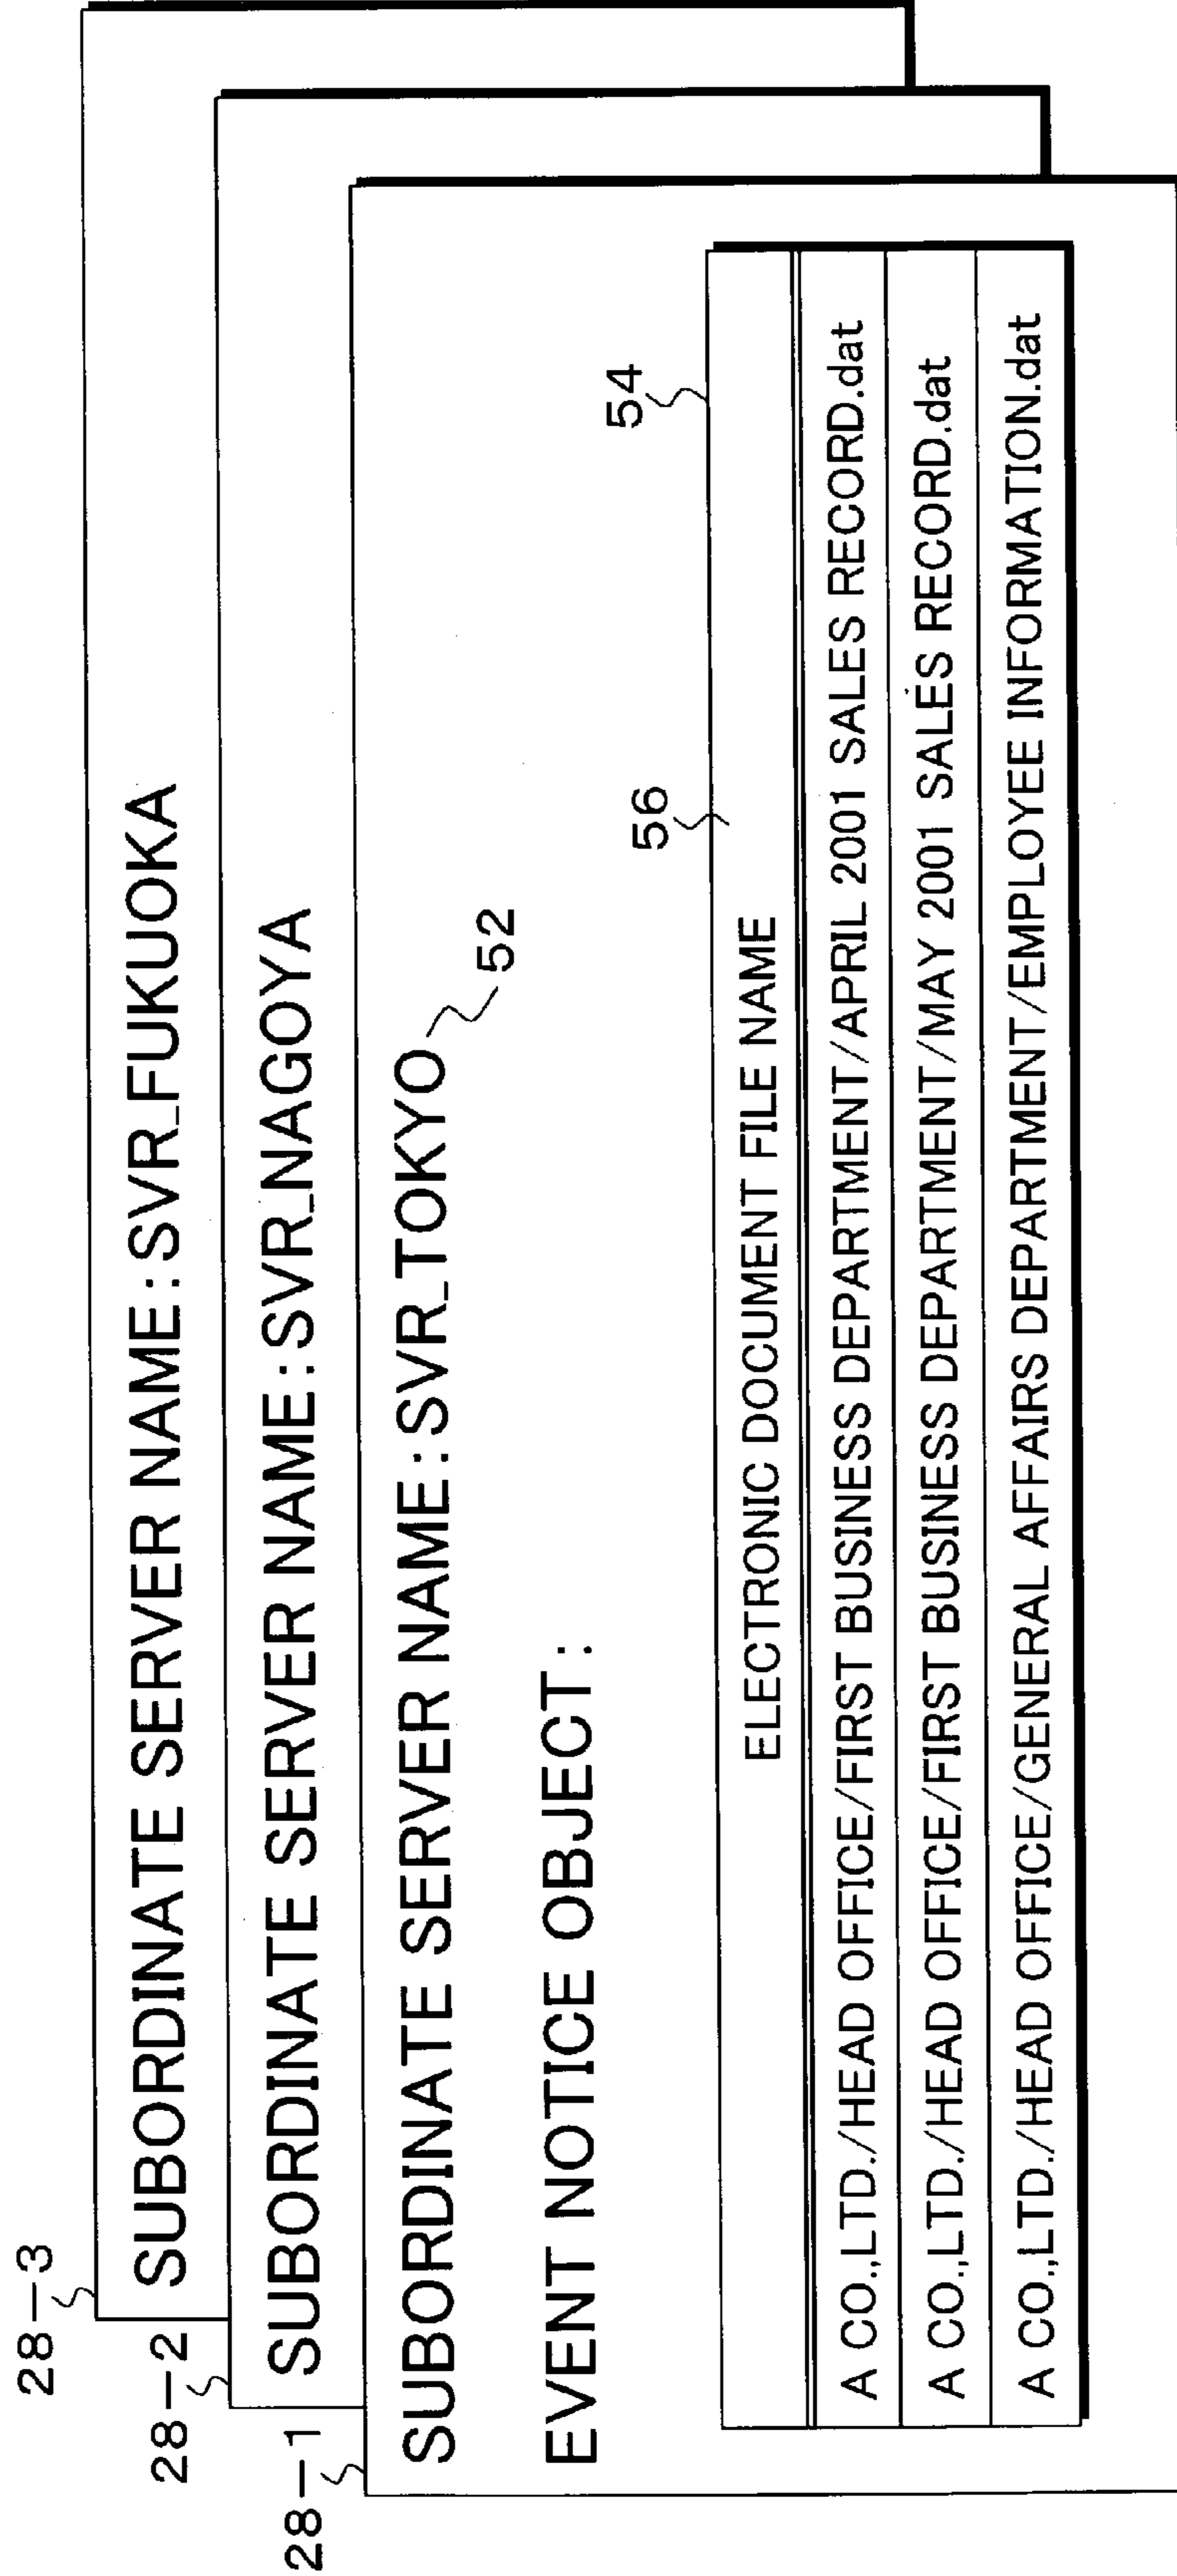 28-3
SUBORDINATE SERVER NAME:SVR_FUKUOKA
28-2
SUBORDINATE SERVER NAME:SVR_NAGOYA
28-1
SUBORDINATE SERVER NAME:SVR_TOKYO
52
EVENT NOTICE OBJECT:
54
56
ELECTRONIC DOCUMENT FILE NAME
A CO.,LTD./HEAD OFFICE/FIRST BUSINESS DEPARTMENT/APRIL 2001 SALES RECORD.dat
A CO.,LTD./HEAD OFFICE/FIRST BUSINESS DEPARTMENT/MAY 2001 SALES RECORD.dat
A CO.,LTD./HEAD OFFICE/GENERAL AFFAIRS DEPARTMENT/EMPLOYEE INFORMATION.dat